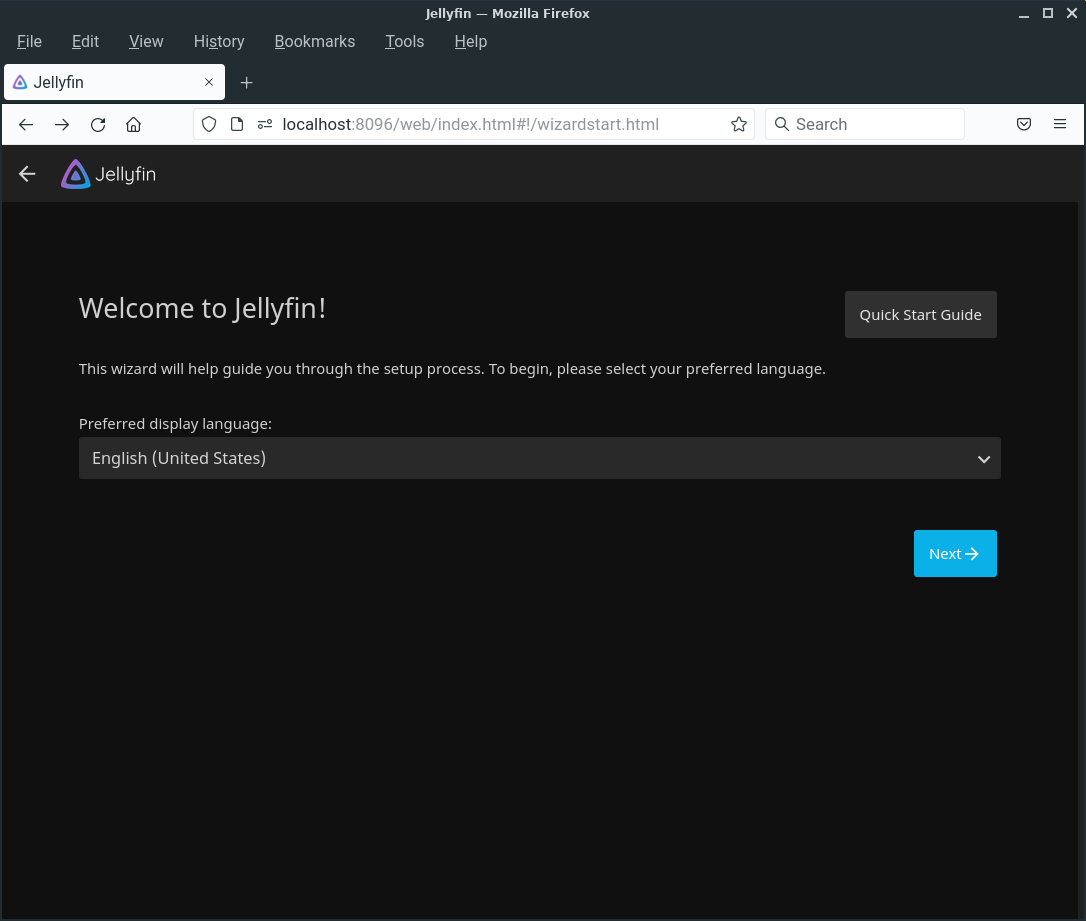 Jellyfin — Mozilla Firefox
File Edit View History Bookmarks Tools Help
Jellyfin
localhost:8096/web/index.html#!/wizardstart.html Search
Jellyfin
Welcome to Jellyfin!
Quick Start Guide
This wizard will help guide you through the setup process. To begin, please select your preferred language.
Preferred display language:
English (United States)
Next